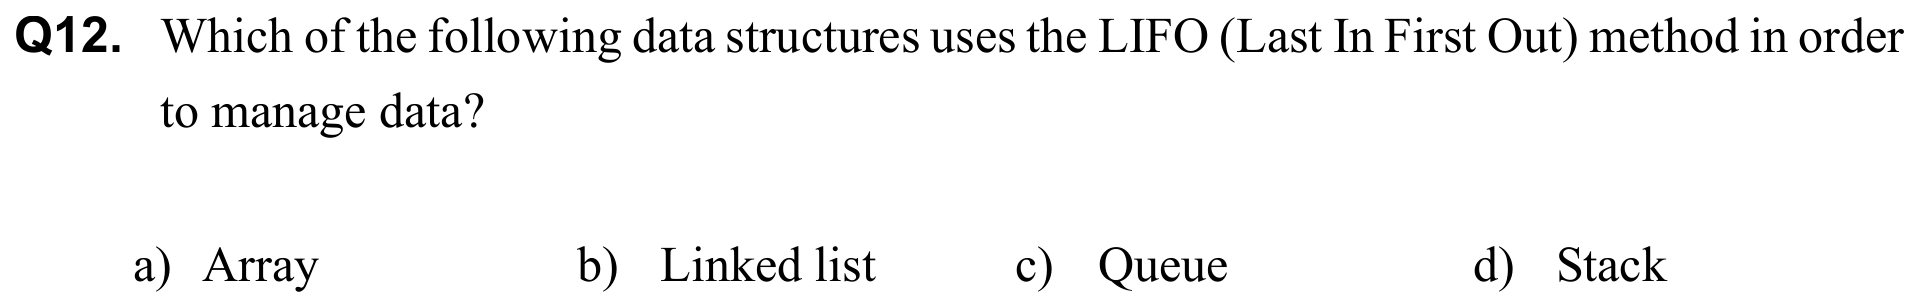 Q12. Which of the following data structures uses the LIFO (Last In First Out) method in order
to manage data?
a) Array b) Linked list c) Queue d) Stack